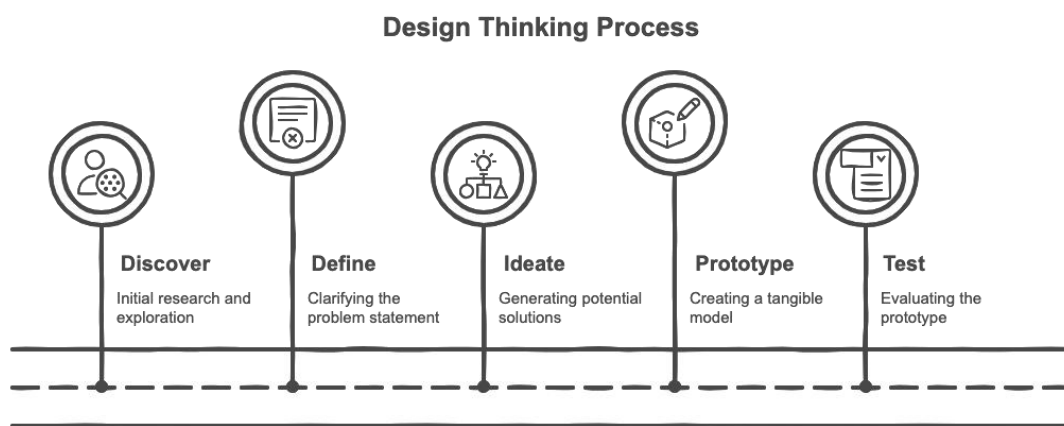 Design Thinking Process
Discover
Initial research and
exploration
Define
Clarifying the
problem statement
Ideate
Generating potential
solutions
Prototype
Creating a tangible
model
Test
Evaluating the
prototype